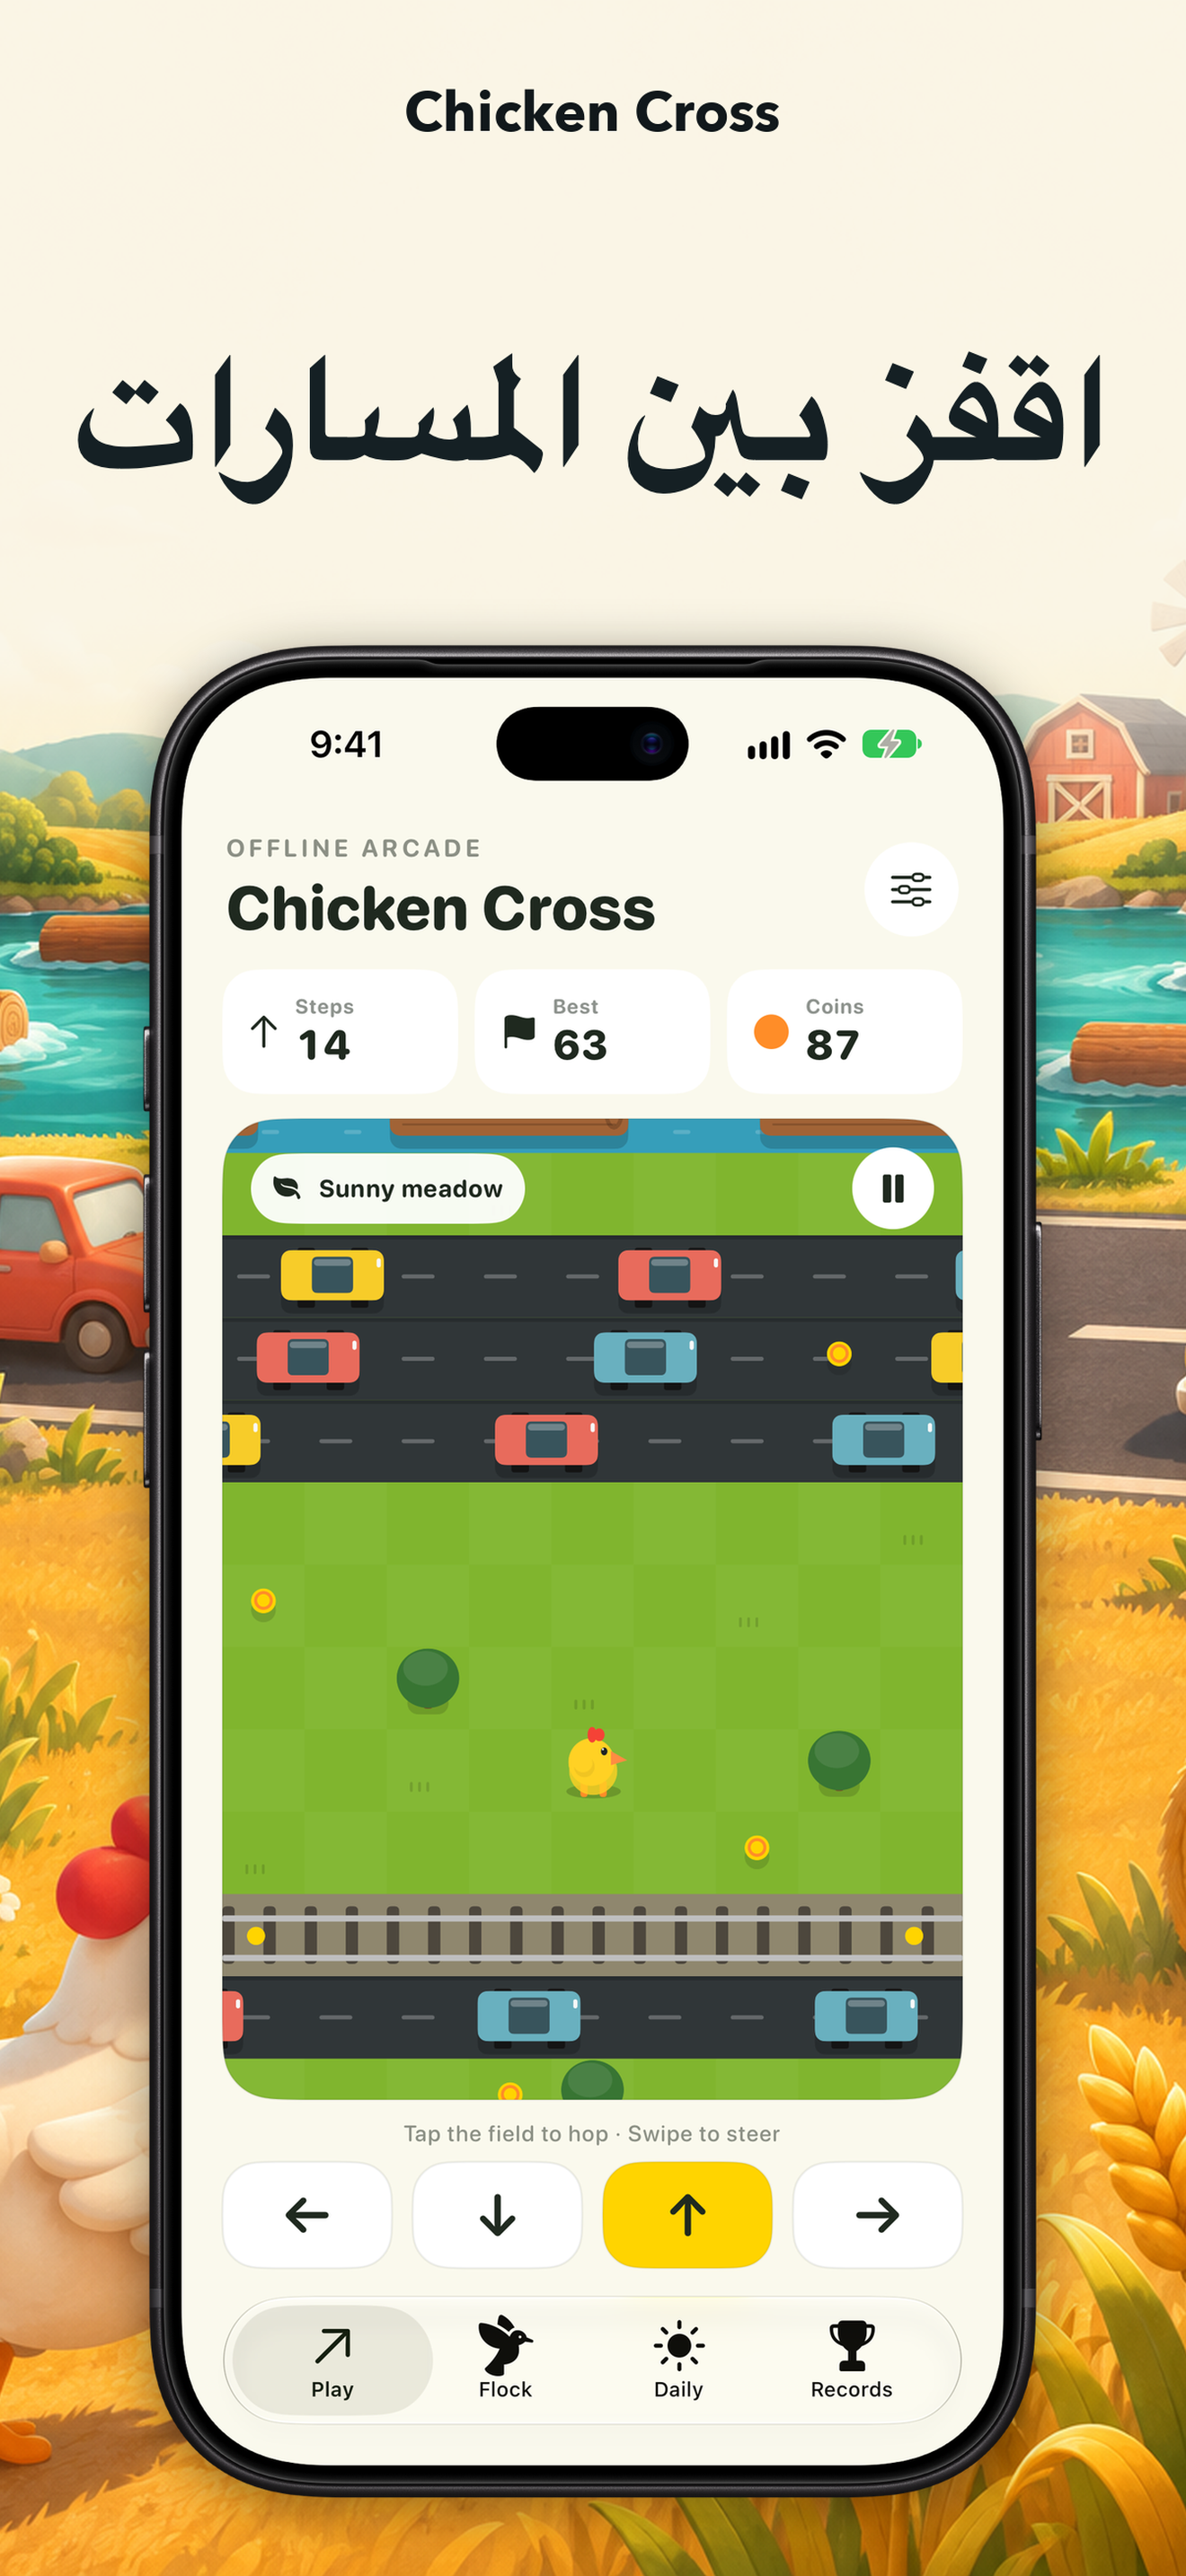 Chicken Cross
اقفز بين المسارات
9:41
OFFLINE ARCADE
Chicken Cross
Steps
14
Best
63
Coins
87
Sunny meadow
Tap the field to hop · Swipe to steer
Play
Flock
Daily
Records